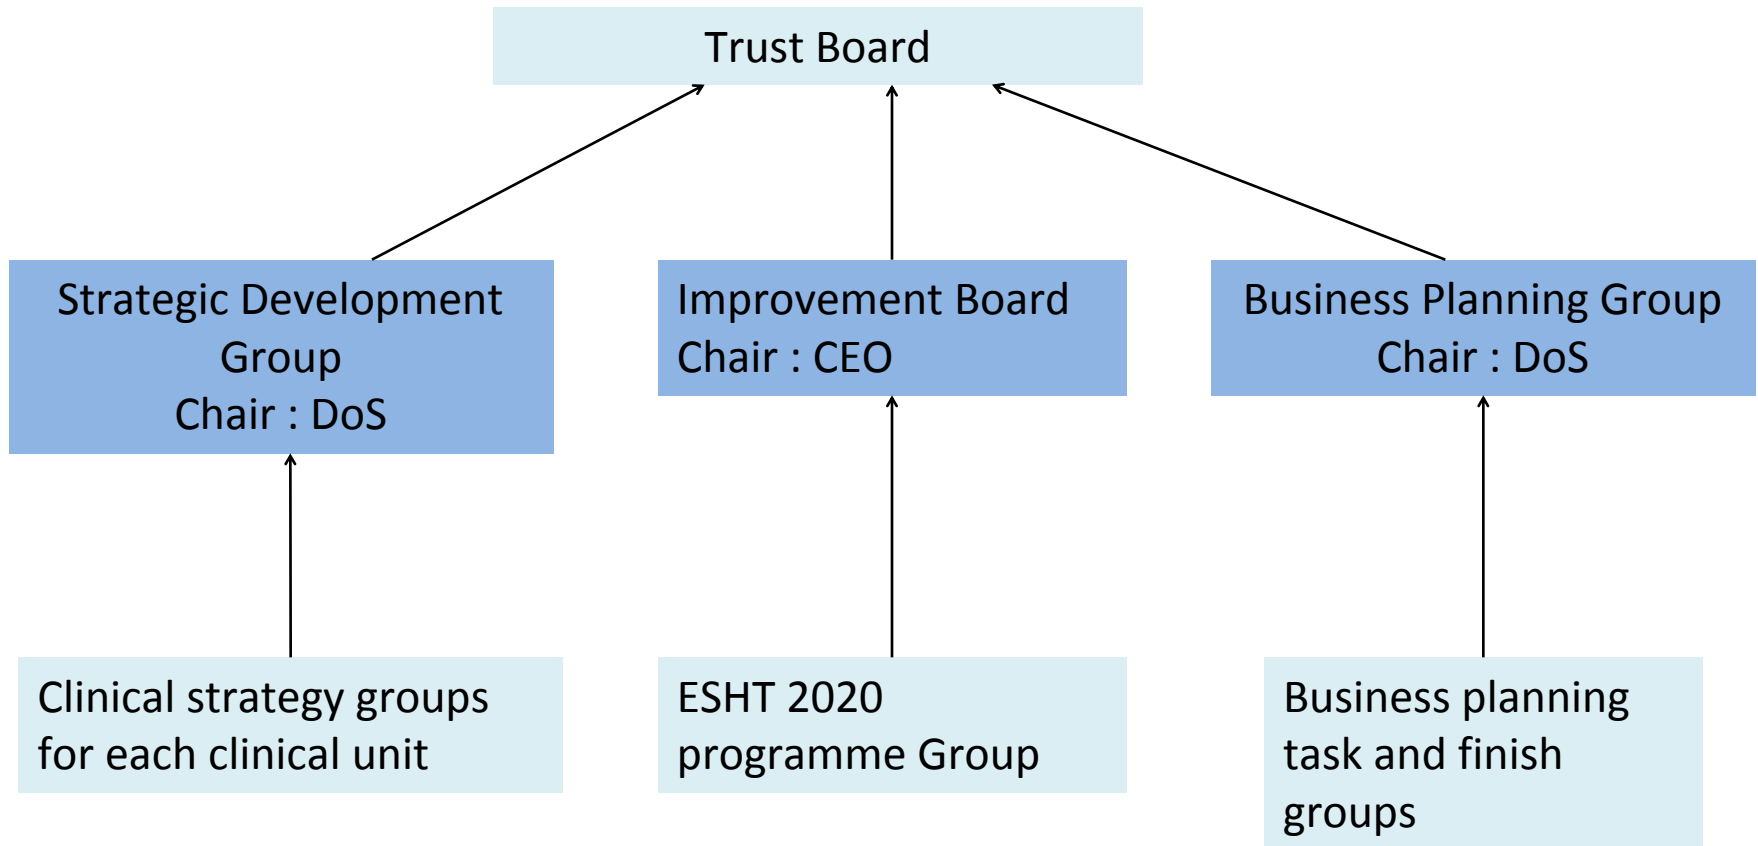 Trust Board
Strategic Development
Group
Chair : DoS
Improvement Board
Chair : CEO
Business Planning Group
Chair : DoS
Clinical strategy groups
for each clinical unit
ESHT 2020
programme Group
Business planning
task and finish
groups